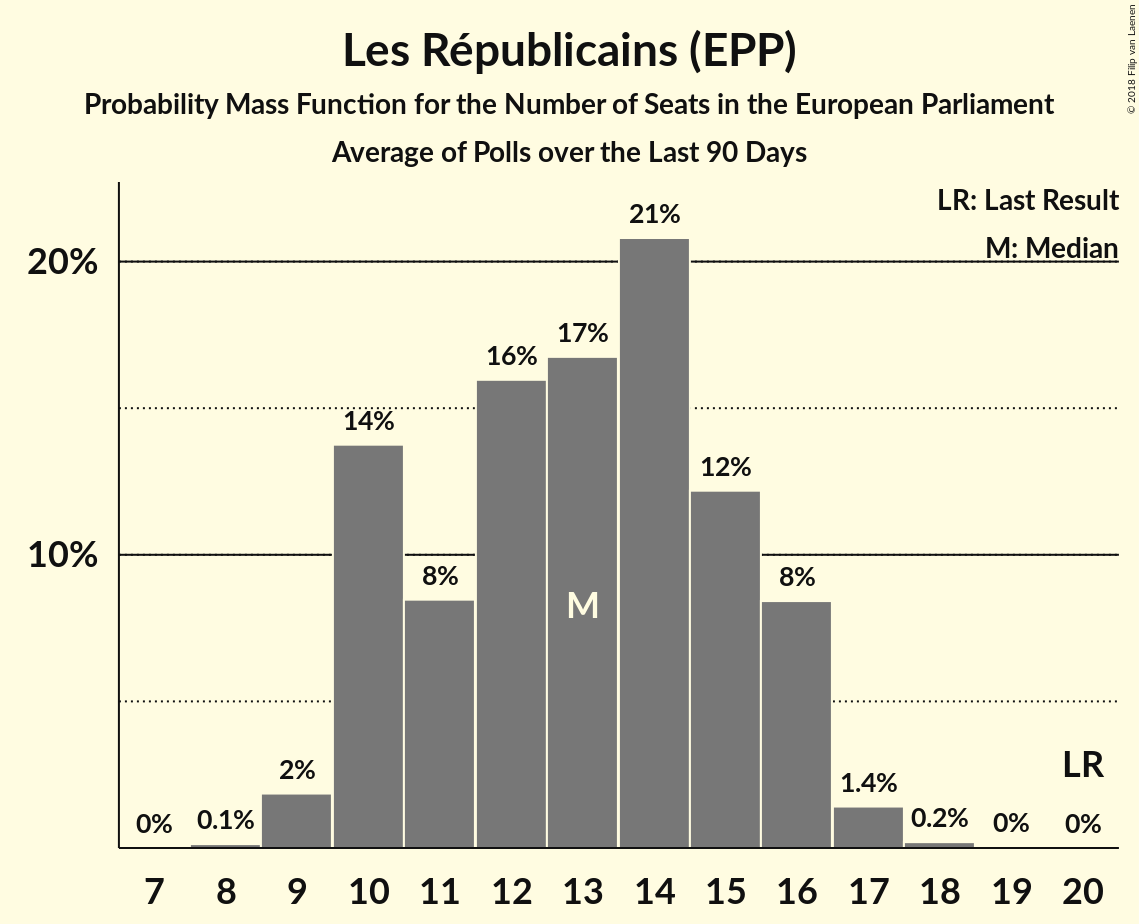 Les Républicains (EPP)
Probability Mass Function for the Number of Seats in the European Parliament
Average of Polls over the Last 90 Days
© 2018 Filip van Laenen
LR: Last Result
M: Median
20%
10%
0%
0.1%
2%
14%
8%
16%
17%
21%
12%
8%
1.4%
0.2%
0%
0%
M
LR
7 8 9 10 11 12 13 14 15 16 17 18 19 20